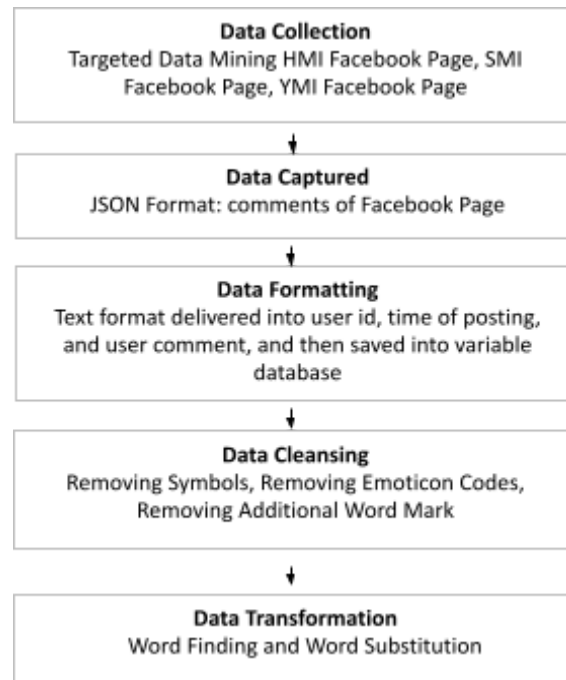 Data Collection
Targeted Data Mining HMI Facebook Page, SMI
Facebook Page, YMI Facebook Page
Data Captured
JSON Format: comments of Facebook Page
Data Formatting
Text format delivered into user id, time of posting,
and user comment, and then saved into variable
database
Data Cleansing
Removing Symbols, Removing Emoticon Codes,
Removing Additional Word Mark
Data Transformation
Word Finding and Word Substitution